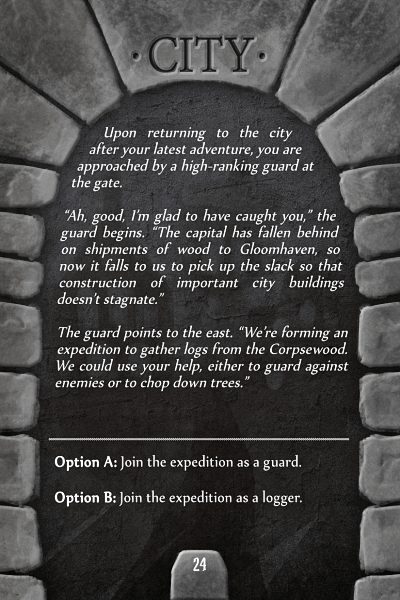 · CITY ·
Upon returning to the city
after your latest adventure, you are
approached by a high-ranking guard at
the gate.
“Ah, good, I’m glad to have caught you,” the
guard begins. “The capital has fallen behind
on shipments of wood to Gloomhaven, so
now it falls to us to pick up the slack so that
construction of important city buildings
doesn’t stagnate.”
The guard points to the east. “We’re forming an
expedition to gather logs from the Corpsewood.
We could use your help, either to guard against
enemies or to chop down trees.”
Option A: Join the expedition as a guard.
Option B: Join the expedition as a logger.
24